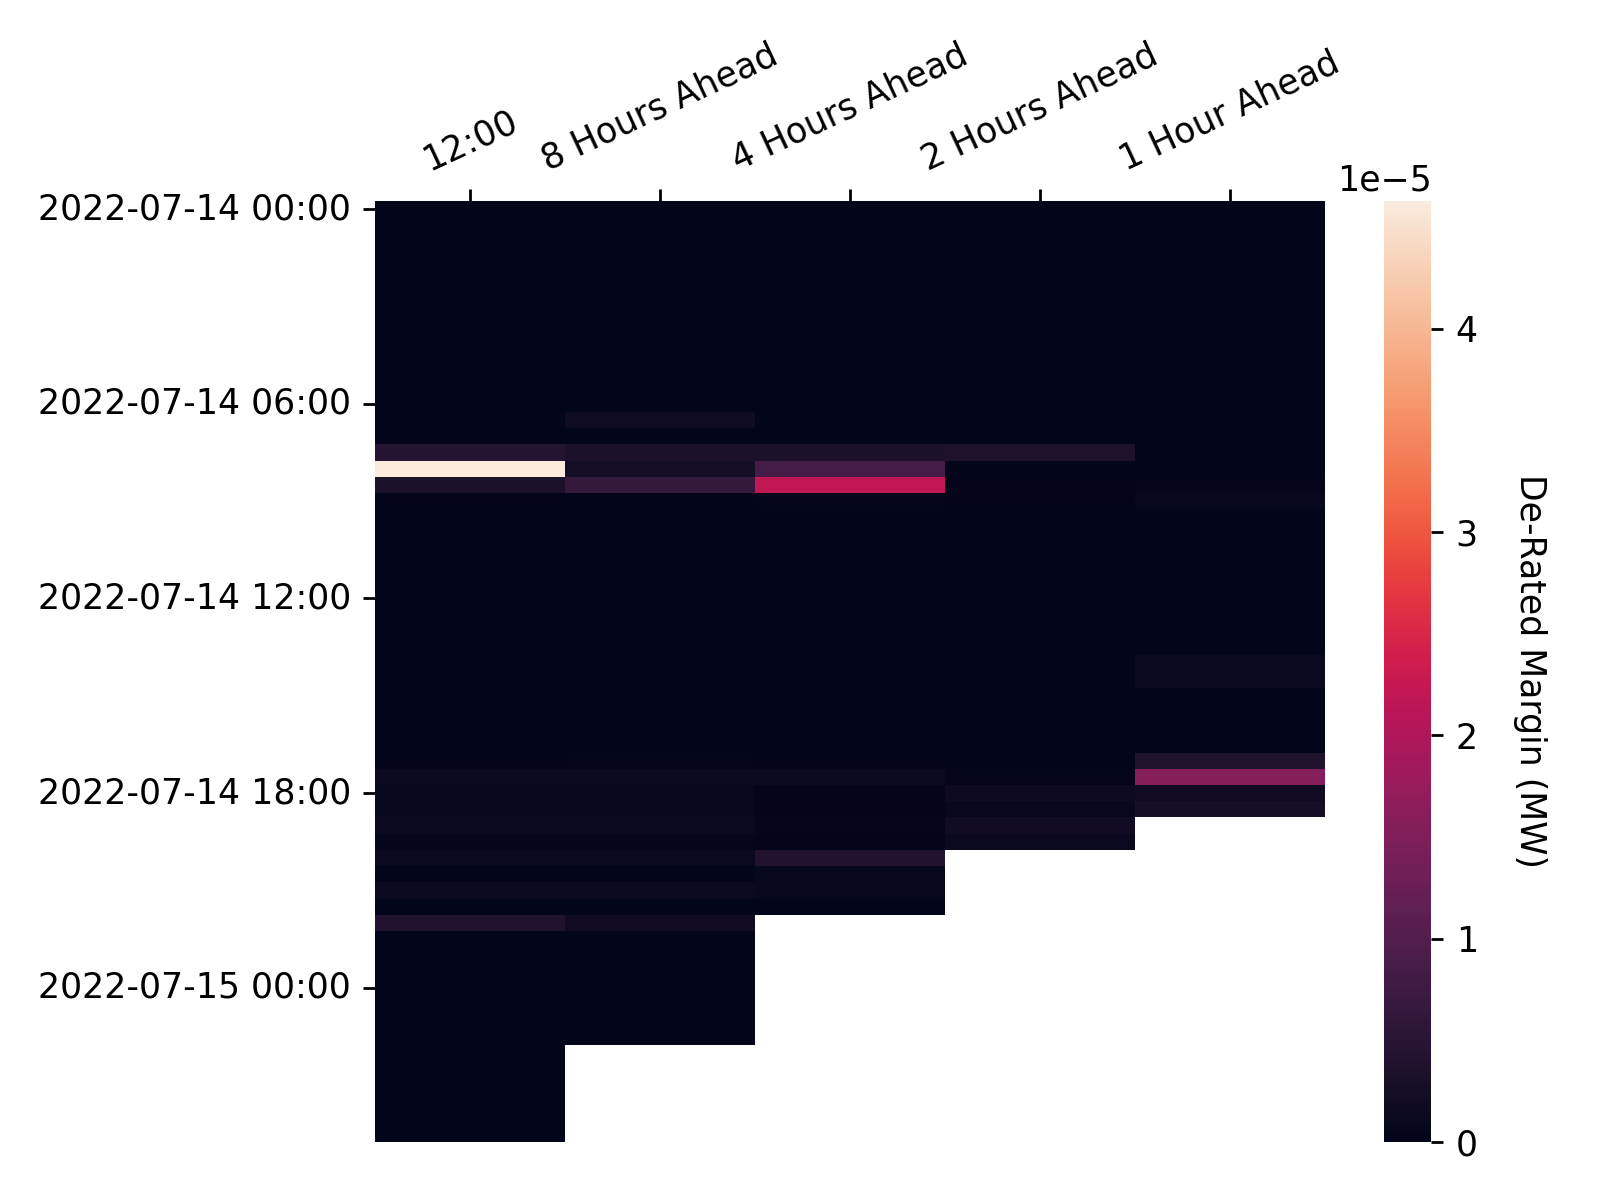 12:00
8 Hours Ahead
4 Hours Ahead
2 Hours Ahead
1 Hour Ahead
1e−5
2022-07-14 00:00
2022-07-14 06:00
2022-07-14 12:00
2022-07-14 18:00
2022-07-15 00:00
4
3
2
1
0
De-Rated Margin (MW)